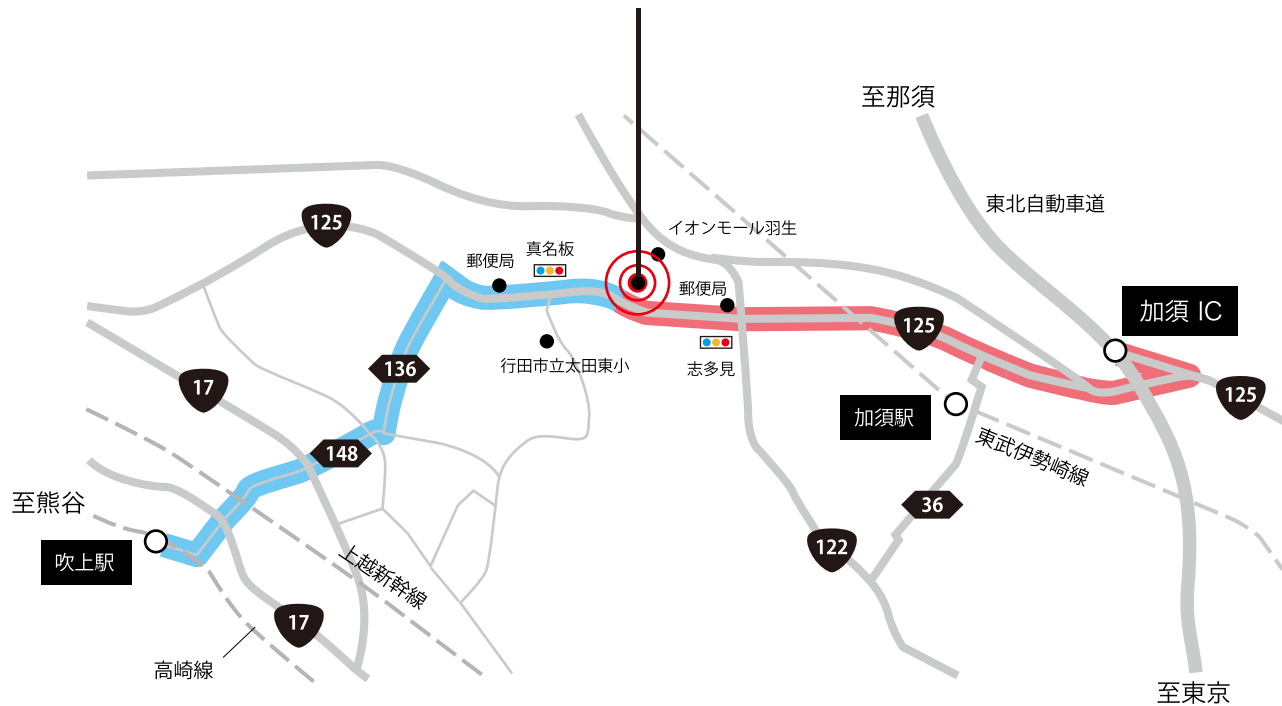 至那須
東北自動車道
125
イオンモール羽生
真名板
郵便局
郵便局
加須 IC
125
行田市立太田東小
志多見
136
125
17
加須駅
148
東武伊勢崎線
至熊谷
36
吹上駅
上越新幹線
122
17
高崎線
至東京